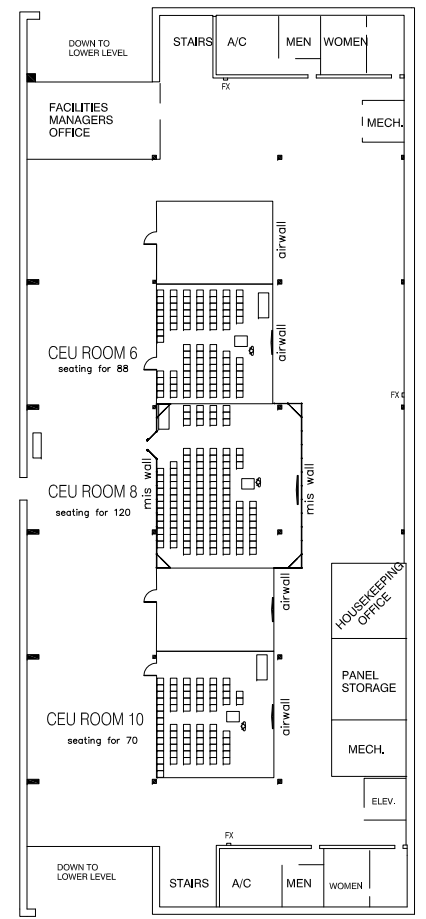 DOWN TO
LOWER LEVEL
STAIRS
A/C
MEN
WOMEN
FX
FACILITIES
MANAGERS
OFFICE
MECH.
airwall
CEU ROOM 6
seating for 88
airwall
FX
CEU ROOM 8
seating for 120
mis wall
mis wall
airwall
HOUSEKEEPING
OFFICE
PANEL
STORAGE
CEU ROOM 10
seating for 70
airwall
MECH.
ELEV.
FX
DOWN TO
LOWER LEVEL
STAIRS
A/C
MEN
WOMEN